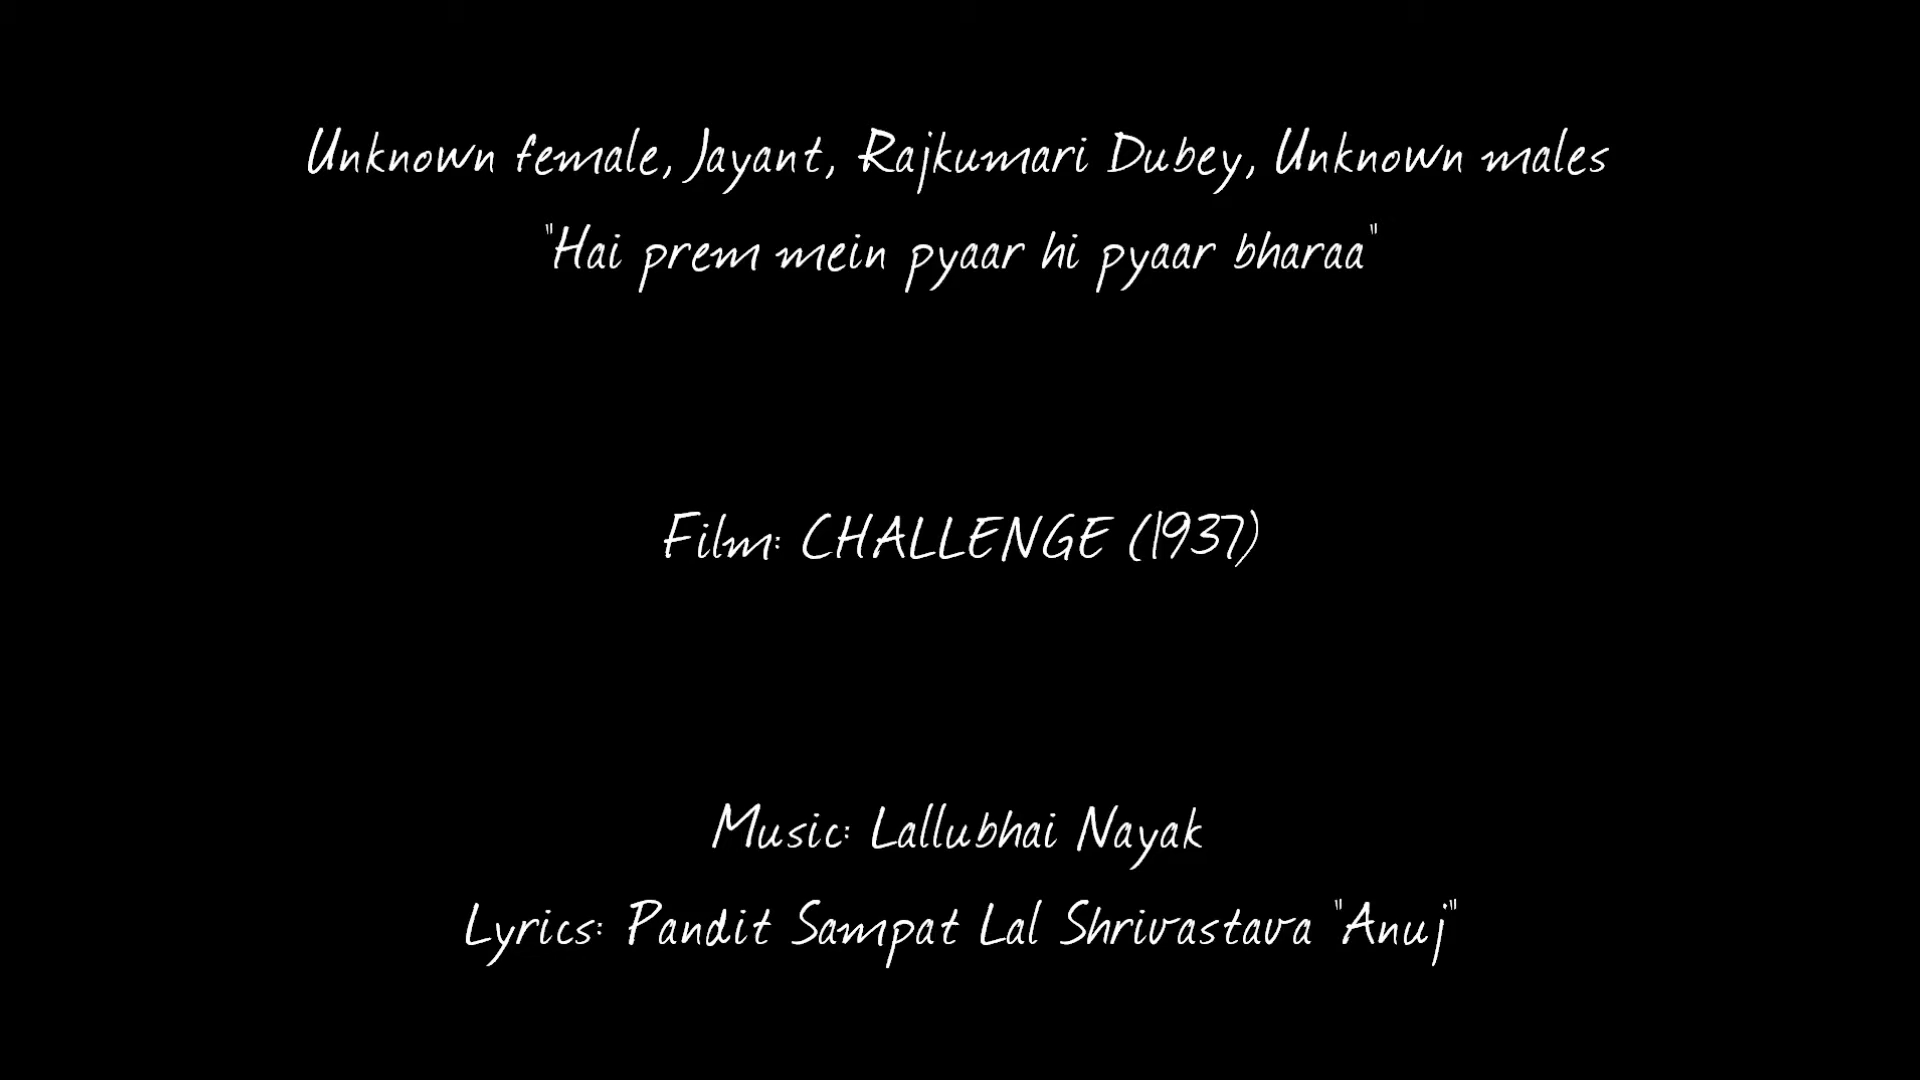 Unknown female, Jayant, Rajkumari Dubey, Unknown males
"Hai prem mein pyaar hi pyaar bharaa"
Film: CHALLENGE (1937)
Music: Lallubhai Nayak
Lyrics: Pandit Sampat Lal Shrivastava "Anuj"